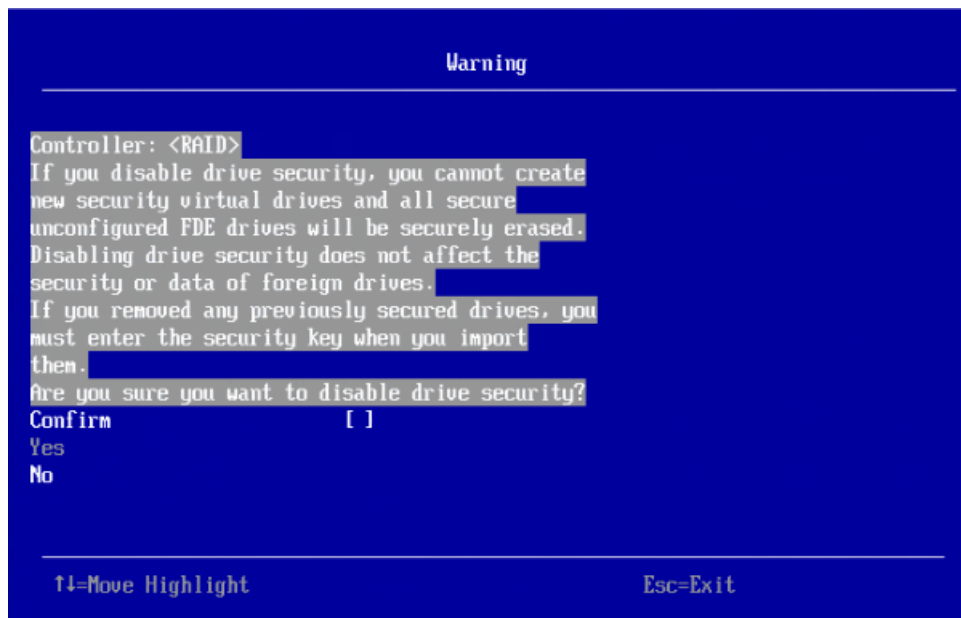 Warning
Controller: <RAID>
If you disable drive security, you cannot create
new security virtual drives and all secure
unconfigured FDE drives will be securely erased.
Disabling drive security does not affect the
security or data of foreign drives.
If you removed any previously secured drives, you
must enter the security key when you import
them.
Are you sure you want to disable drive security?
Confirm [ ]
Yes
No
↑↓=Move Highlight Esc=Exit